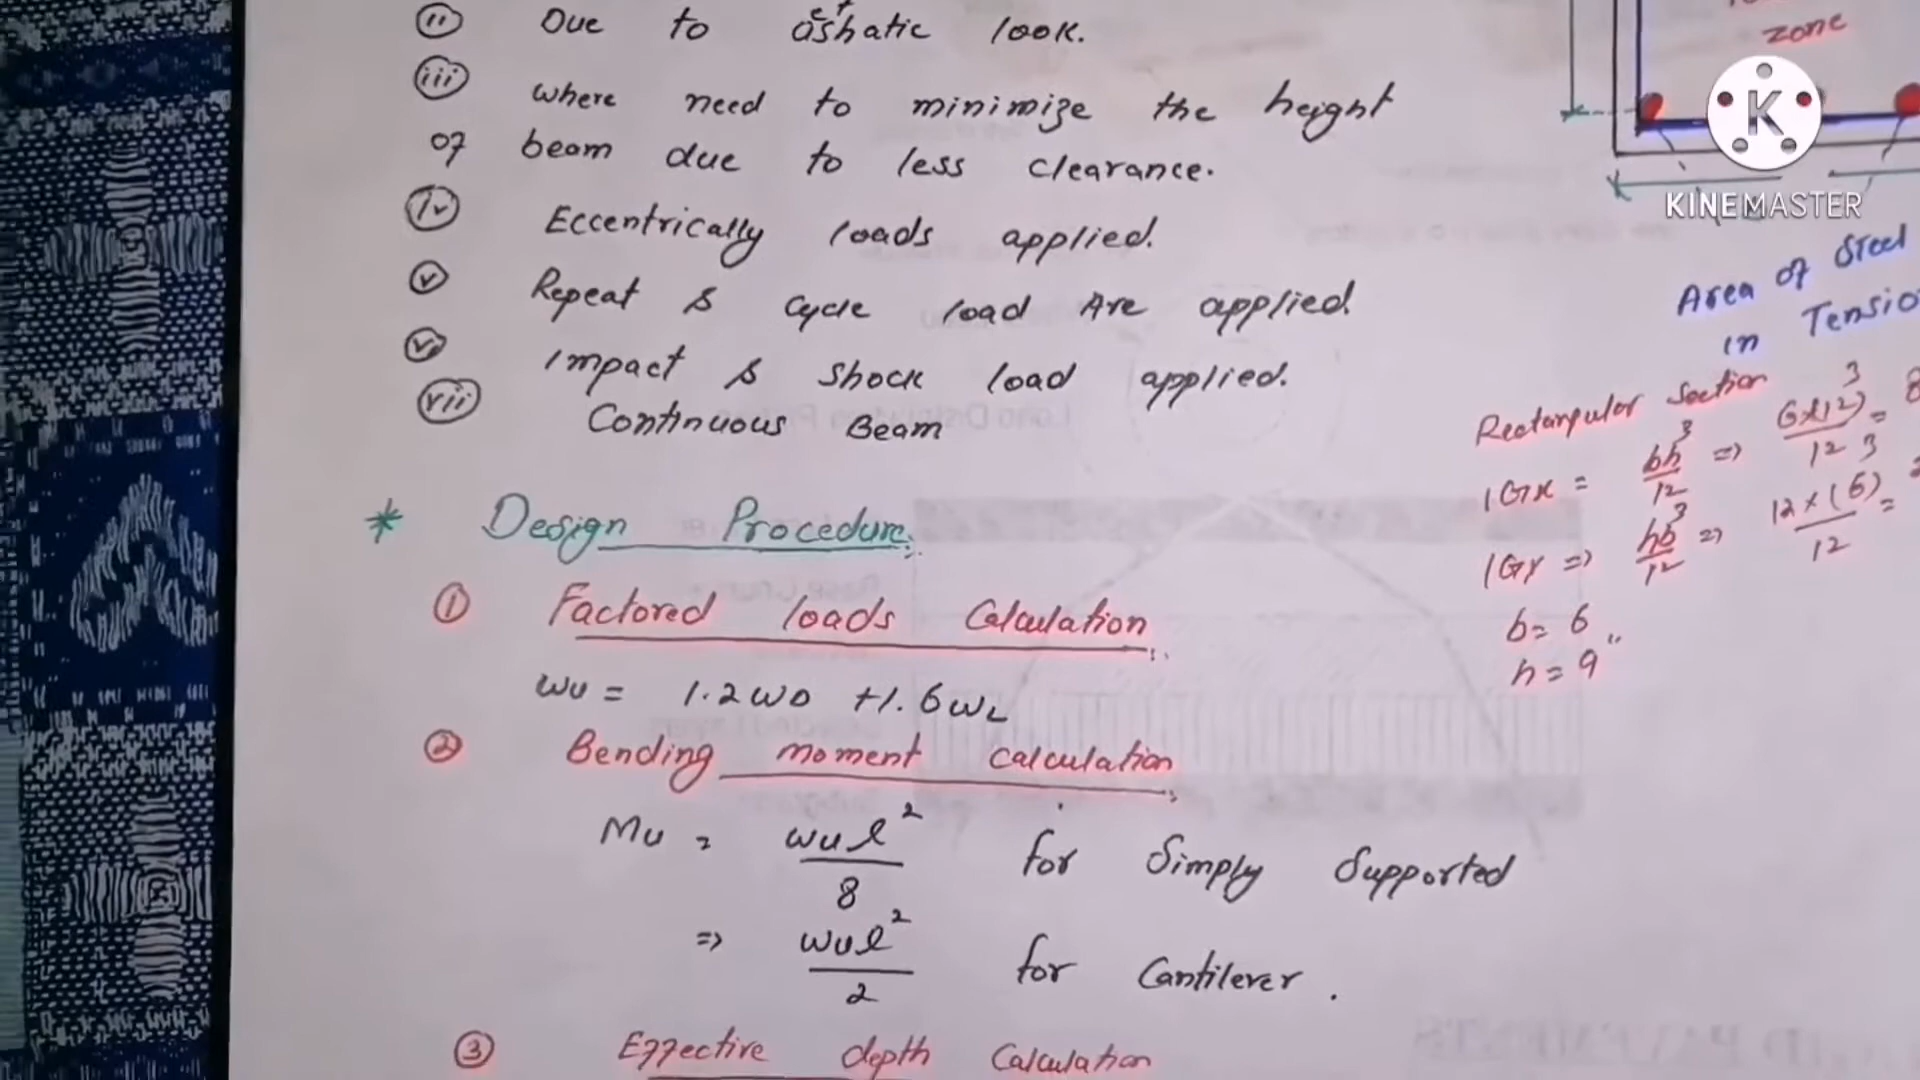 ii Due to ashatic look.
et
iii where need to minimize the height
of beam due to less clearance.
iv Eccentrically loads applied.
v Repeat & Cycle load Are applied.
Impact & Shock load applied.
vii Continuous Beam
* Design Procedure:
1 Factored loads Calculation
wu = 1.2wD +1.6wL
2 Bending moment calculation
Mu = wul²/8 for Simply Supported
=> wul²/2 for Cantilever.
3 Effective depth Calculation
zone
K
KINEMASTER
Area of Steel
in
Rectangular Section
IGx = bh³/12 => 6x(12)³/12 =
IGY => hb³/12 => 12x(6)³/12 =
b= 6
h= 9"